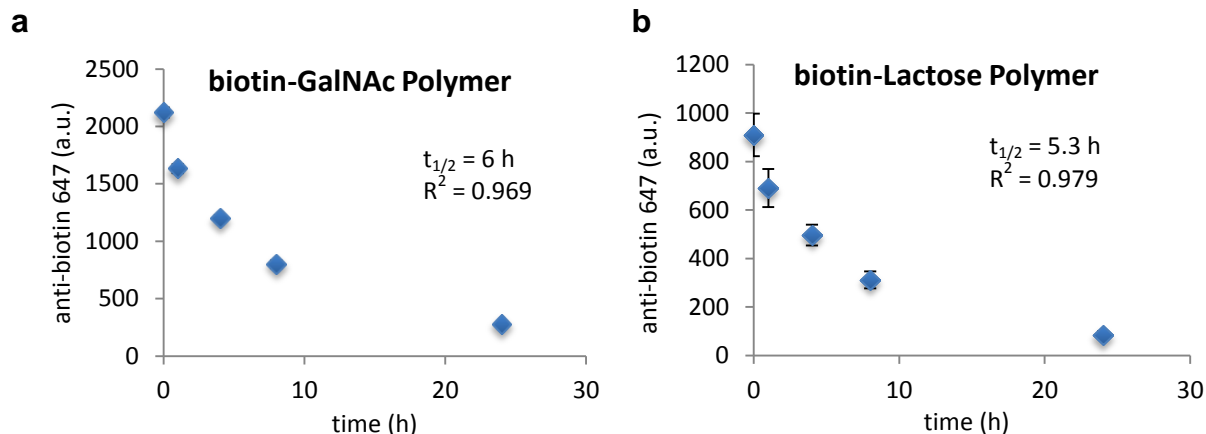 a
biotin-GalNAc Polymer
anti-biotin 647 (a.u.)
2500
2000
1500
1000
500
0
t1/2 = 6 h
R2 = 0.969
0 10 20 30
time (h)
b
biotin-Lactose Polymer
anti-biotin 647 (a.u.)
1200
1000
800
600
400
200
0
t1/2 = 5.3 h
R2 = 0.979
0 10 20 30
time (h)